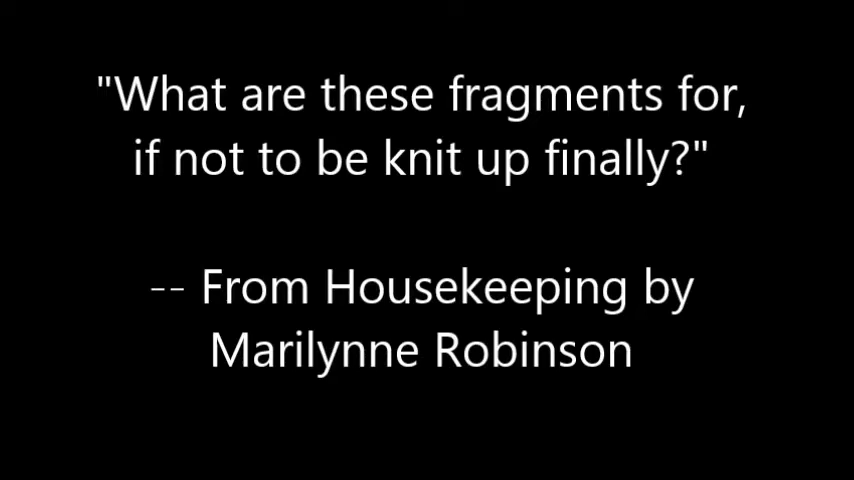 "What are these fragments for,
if not to be knit up finally?"
-- From Housekeeping by
Marilynne Robinson